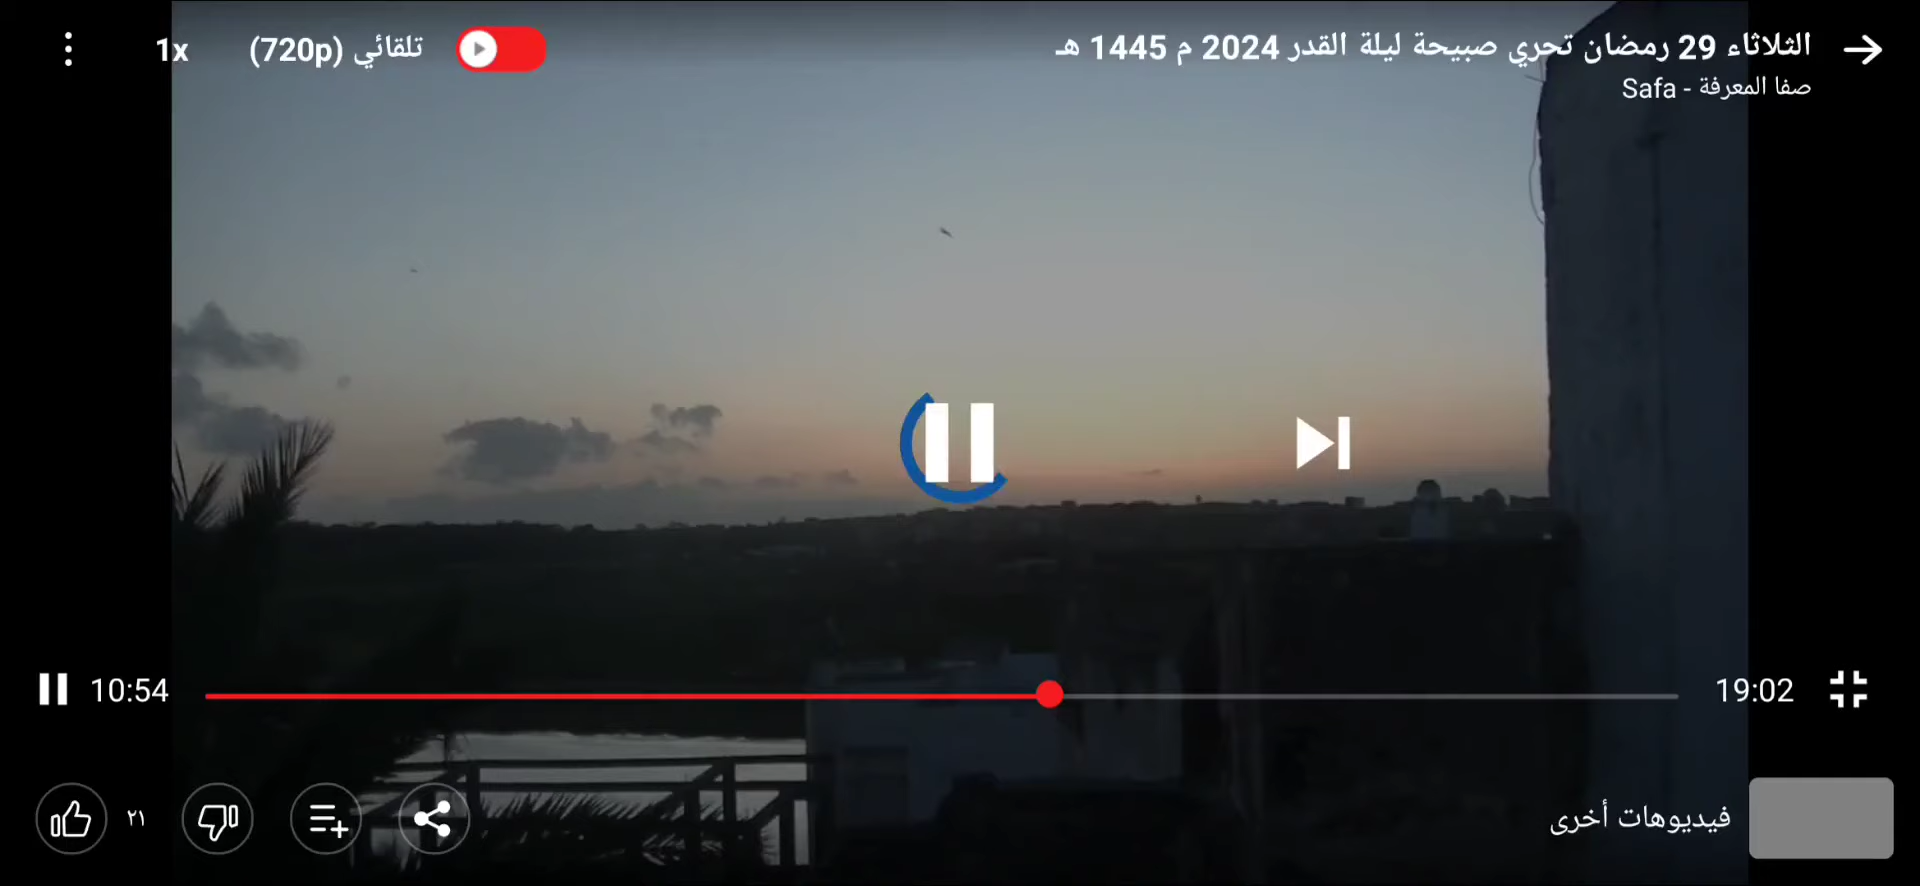 الثلاثاء 29 رمضان تحري صبيحة ليلة القدر 2024 م 1445 هـ
صفا المعرفة - Safa
تلقائي (720p)
1x
10:54
19:02
٢١
فيديوهات أخرى